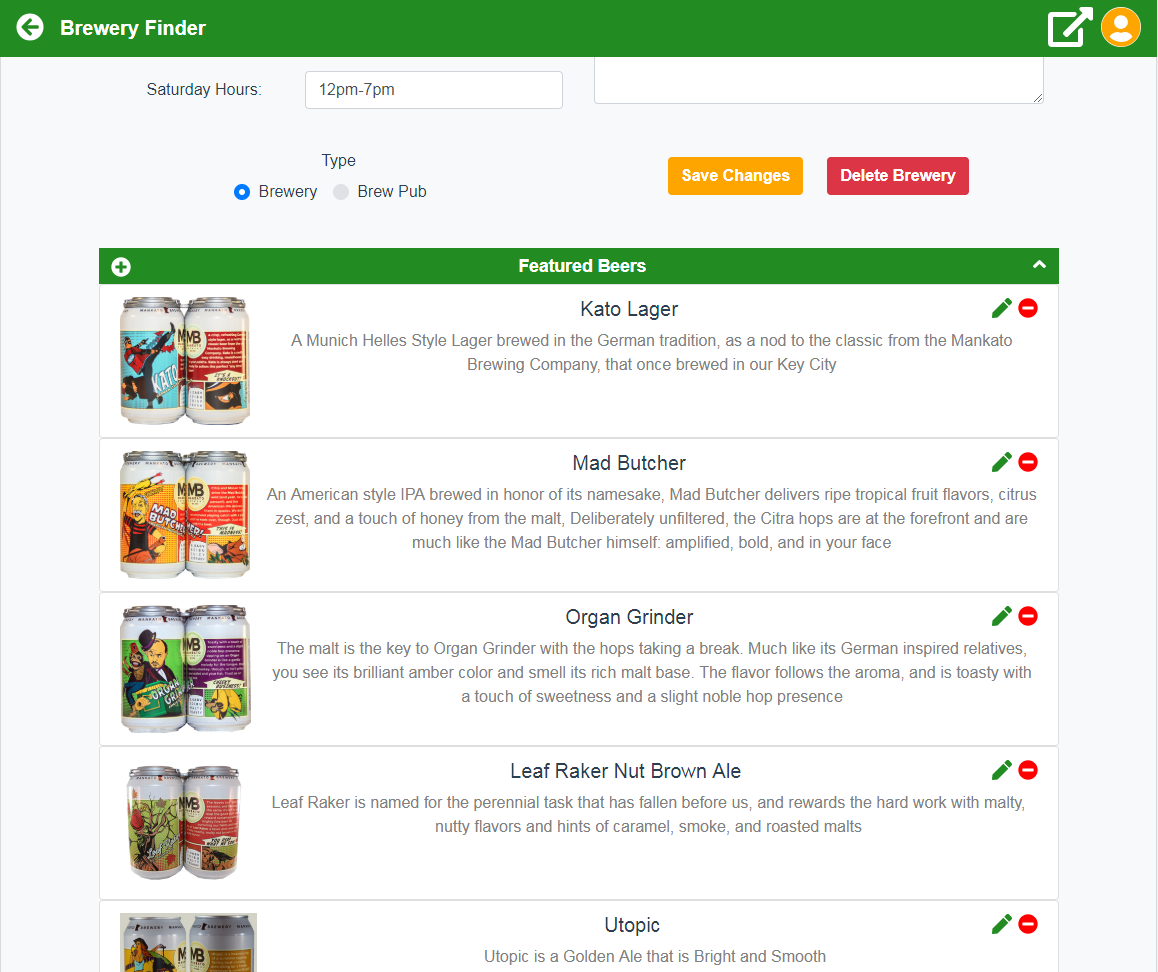 Brewery Finder
Saturday Hours:
12pm-7pm
Type
Brewery
Brew Pub
Save Changes
Delete Brewery
Featured Beers
Kato Lager
A Munich Helles Style Lager brewed in the German tradition, as a nod to the classic from the Mankato
Brewing Company, that once brewed in our Key City
KATO
IT'S A
KNOCKOUT!
Mad Butcher
An American style IPA brewed in honor of its namesake, Mad Butcher delivers ripe tropical fruit flavors, citrus
zest, and a touch of honey from the malt, Deliberately unfiltered, the Citra hops are at the forefront and are
much like the Mad Butcher himself: amplified, bold, and in your face
MAD
Organ Grinder
The malt is the key to Organ Grinder with the hops taking a break. Much like its German inspired relatives,
you see its brilliant amber color and smell its rich malt base. The flavor follows the aroma, and is toasty with
a touch of sweetness and a slight noble hop presence
Leaf Raker Nut Brown Ale
Leaf Raker is named for the perennial task that has fallen before us, and rewards the hard work with malty,
nutty flavors and hints of caramel, smoke, and roasted malts
Utopic
Utopic is a Golden Ale that is Bright and Smooth